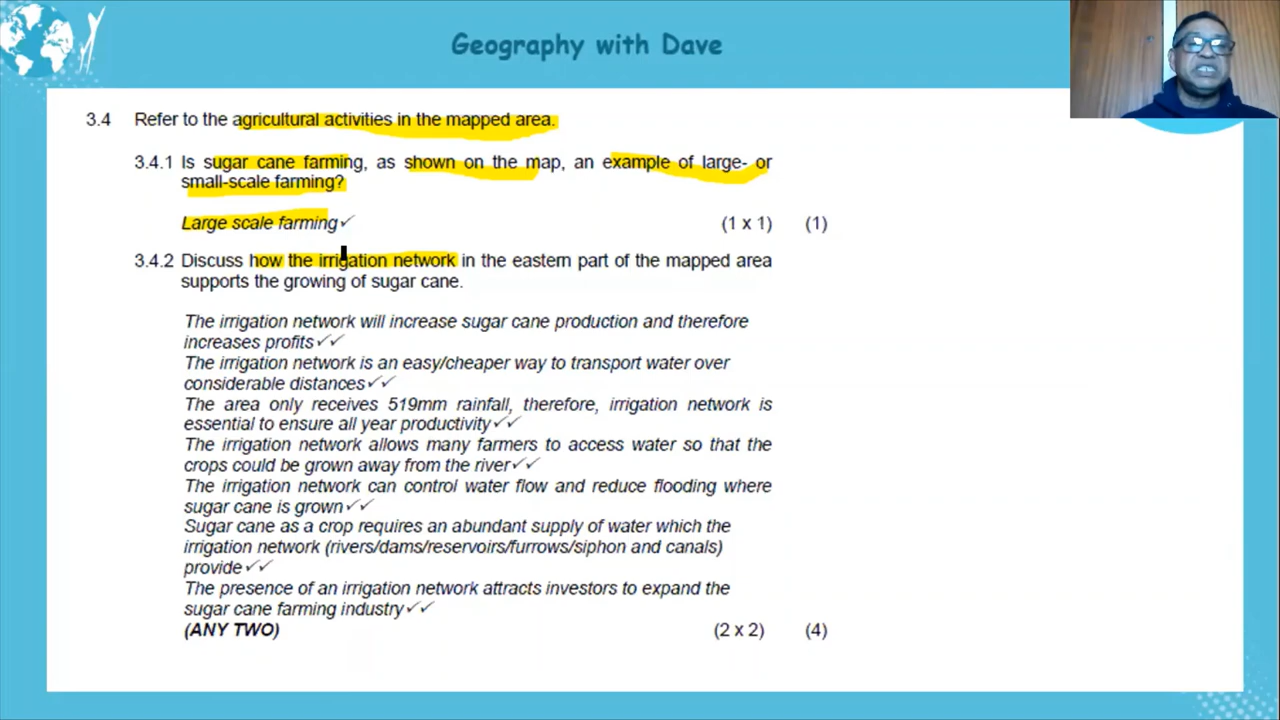 Geography with Dave
3.4 Refer to the agricultural activities in the mapped area.
3.4.1 Is sugar cane farming, as shown on the map, an example of large- or
small-scale farming?
Large scale farming✓ (1 x 1) (1)
3.4.2 Discuss how the irrigation network in the eastern part of the mapped area
supports the growing of sugar cane.
The irrigation network will increase sugar cane production and therefore
increases profits✓✓
The irrigation network is an easy/cheaper way to transport water over
considerable distances✓✓
The area only receives 519mm rainfall, therefore, irrigation network is
essential to ensure all year productivity✓✓
The irrigation network allows many farmers to access water so that the
crops could be grown away from the river✓✓
The irrigation network can control water flow and reduce flooding where
sugar cane is grown✓✓
Sugar cane as a crop requires an abundant supply of water which the
irrigation network (rivers/dams/reservoirs/furrows/siphon and canals)
provide✓✓
The presence of an irrigation network attracts investors to expand the
sugar cane farming industry✓✓
(ANY TWO) (2 x 2) (4)